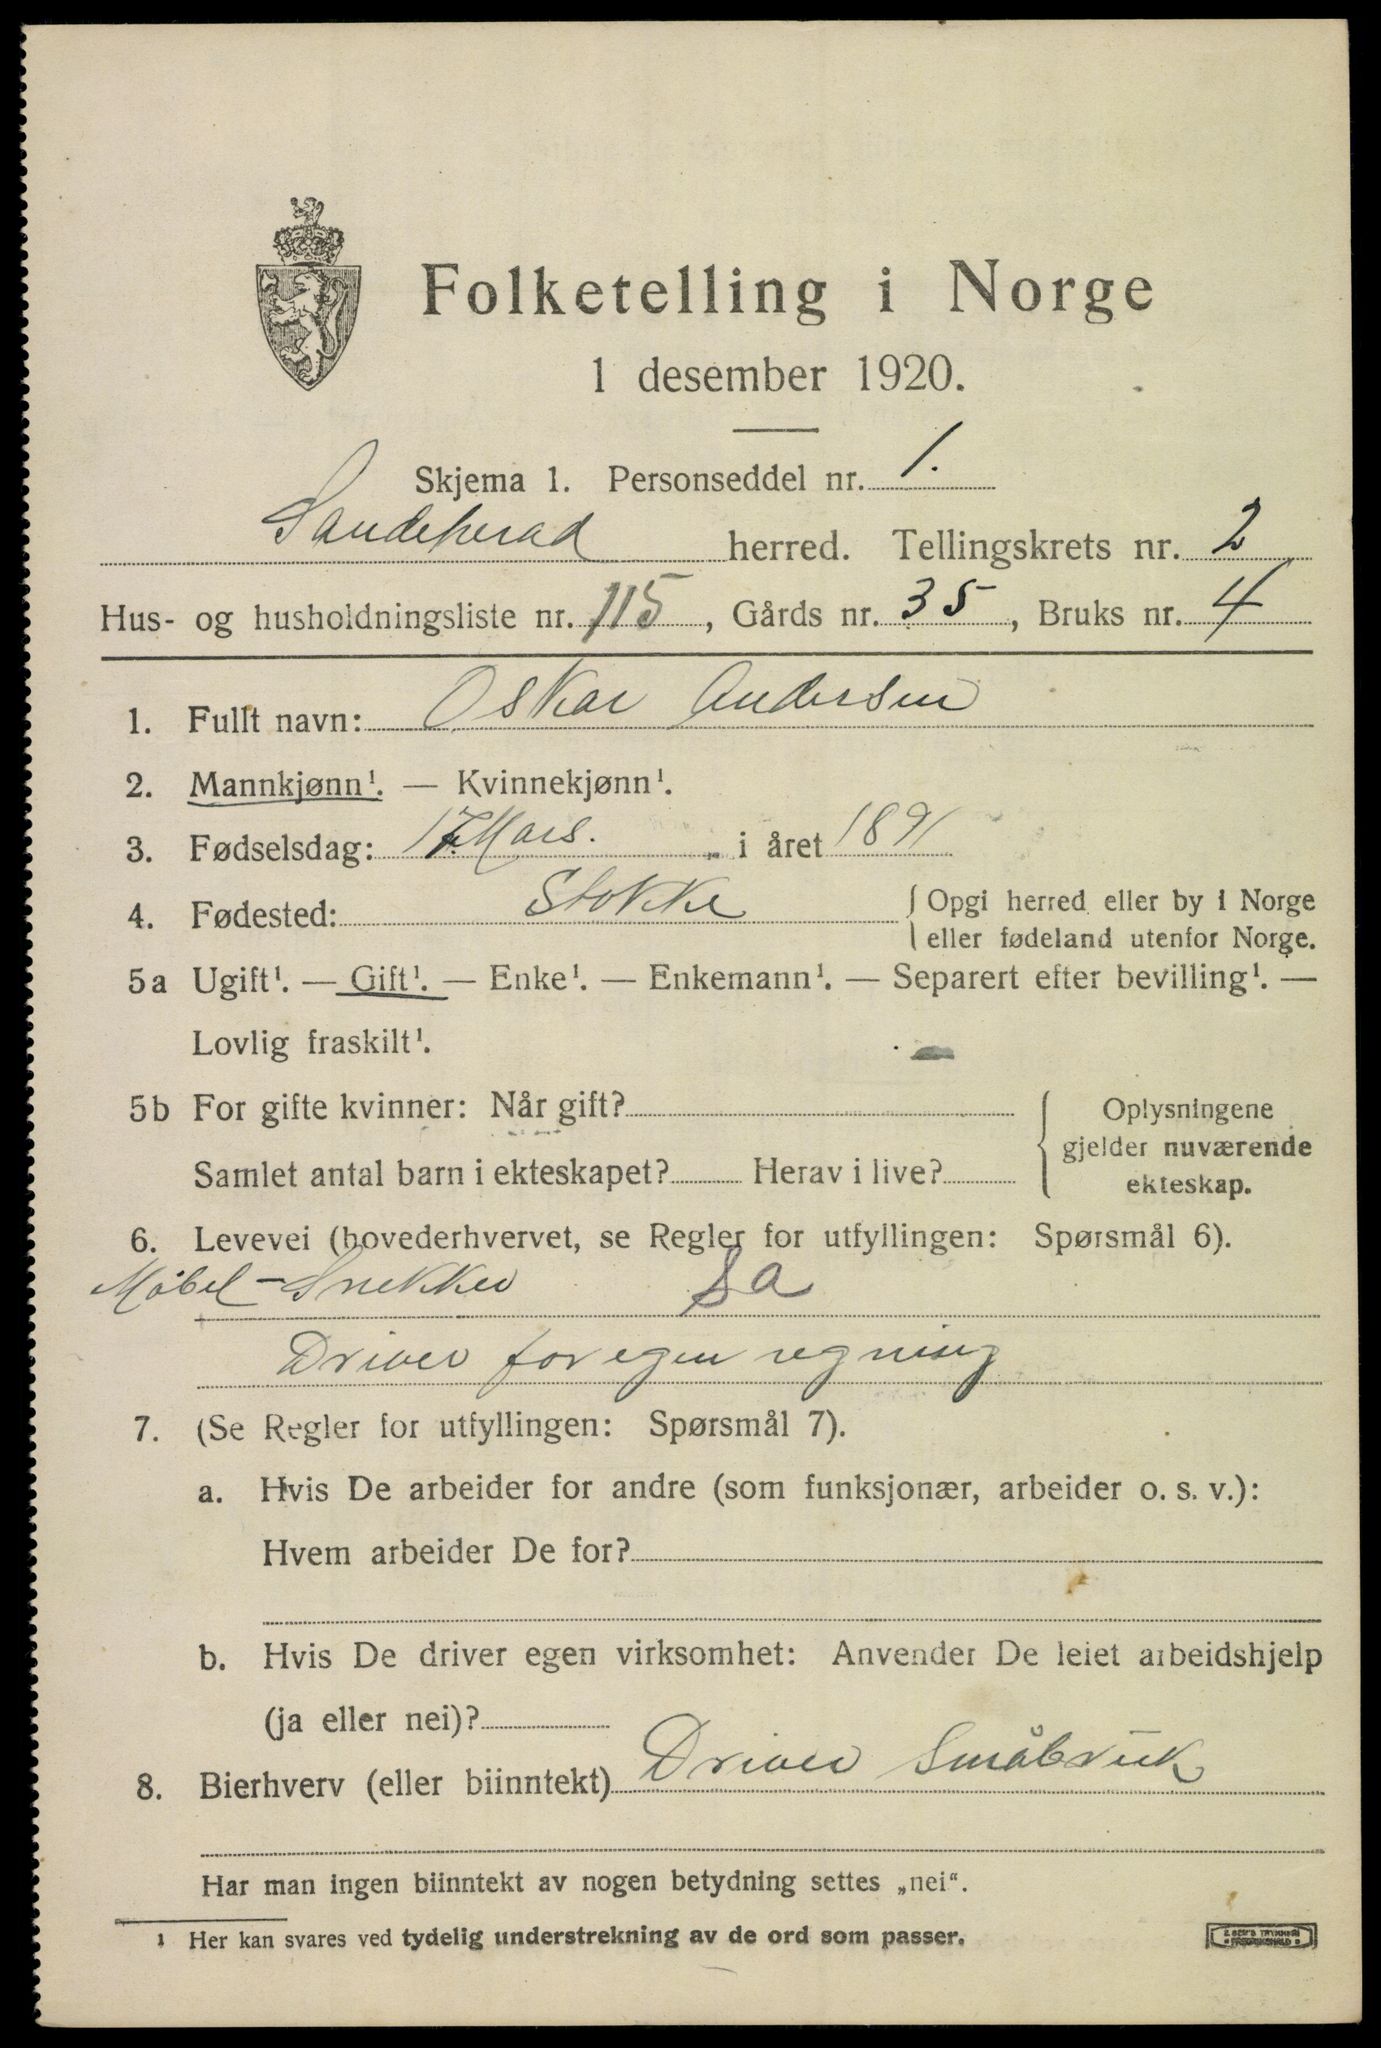 Folketelling i Norge
1 desember 1920.
Skjema 1. Personseddel nr. 1.
Sandeherad herred. Tellingskrets nr. 2
Hus- og husholdningsliste nr. 115, Gårds nr. 35, Bruks nr. 4
1. Fullt navn: Oskar Andersen
2. Mannkjønn¹. — Kvinnekjønn¹.
3. Fødselsdag: 17 Mars. i året 1891
4. Fødested: Stokke { Opgi herred eller by i Norge
eller fødeland utenfor Norge.
5a Ugift¹. — Gift¹. — Enke¹. — Enkemann¹. — Separert efter bevilling¹. —
Lovlig fraskilt¹.
5b For gifte kvinner: Når gift?
Samlet antal barn i ekteskapet? Herav i live?
{ Oplysningene
gjelder nuværende
ekteskap.
6. Levevei (hovederhvervet, se Regler for utfyllingen: Spørsmål 6).
Møbel-Snekker Sa
Driver for egen regning
7. (Se Regler for utfyllingen: Spørsmål 7).
a. Hvis De arbeider for andre (som funksjonær, arbeider o. s. v.):
Hvem arbeider De for?
b. Hvis De driver egen virksomhet: Anvender De leiet arbeidshjelp
(ja eller nei)?
8. Bierhverv (eller biinntekt) Driver Småbruk
Har man ingen biinntekt av nogen betydning settes „nei“.
¹ Her kan svares ved tydelig understrekning av de ord som passer.